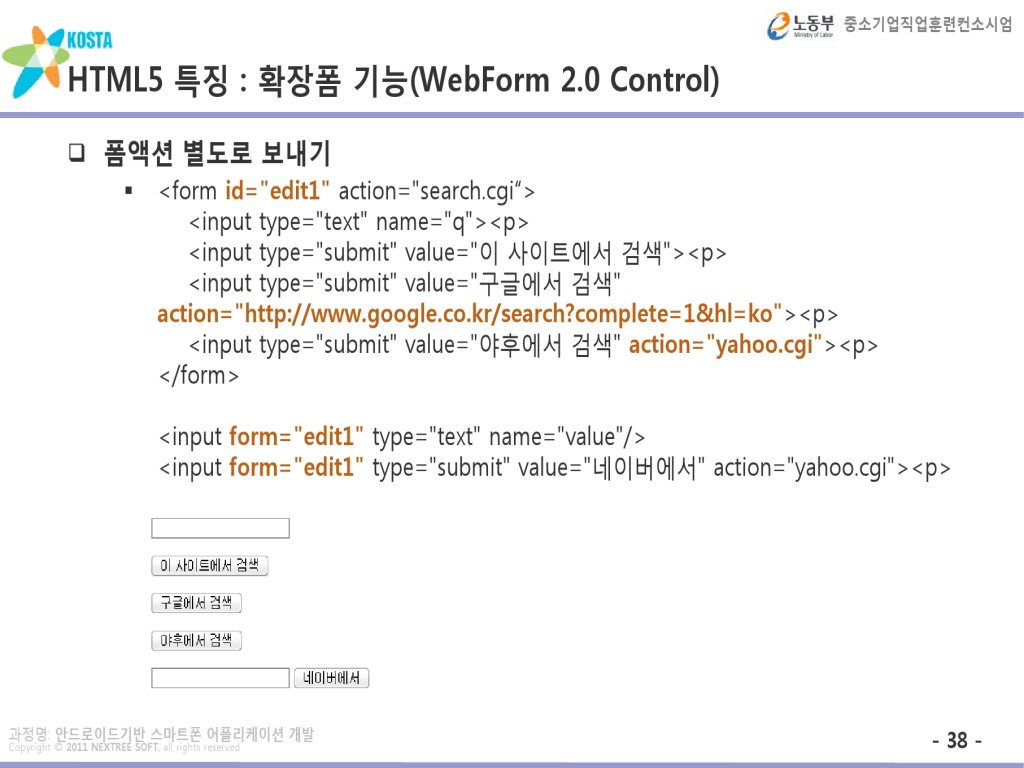 노동부 중소기업직업훈련컨소시엄
Ministry of Labor
KOSTA
HTML5 특징 : 확장폼 기능(WebForm 2.0 Control)
❑ 폼액션 별도로 보내기
▪ <form id="edit1" action="search.cgi“>
<input type="text" name="q"><p>
<input type="submit" value="이 사이트에서 검색"><p>
<input type="submit" value="구글에서 검색"
action="http://www.google.co.kr/search?complete=1&hl=ko"><p>
<input type="submit" value="야후에서 검색" action="yahoo.cgi"><p>
</form>
<input form="edit1" type="text" name="value"/>
<input form="edit1" type="submit" value="네이버에서" action="yahoo.cgi"><p>
이 사이트에서 검색
구글에서 검색
야후에서 검색
네이버에서
과정명: 안드로이드기반 스마트폰 어플리케이션 개발
Copyright © 2011 NEXTREE SOFT, all rights reserved
- 38 -